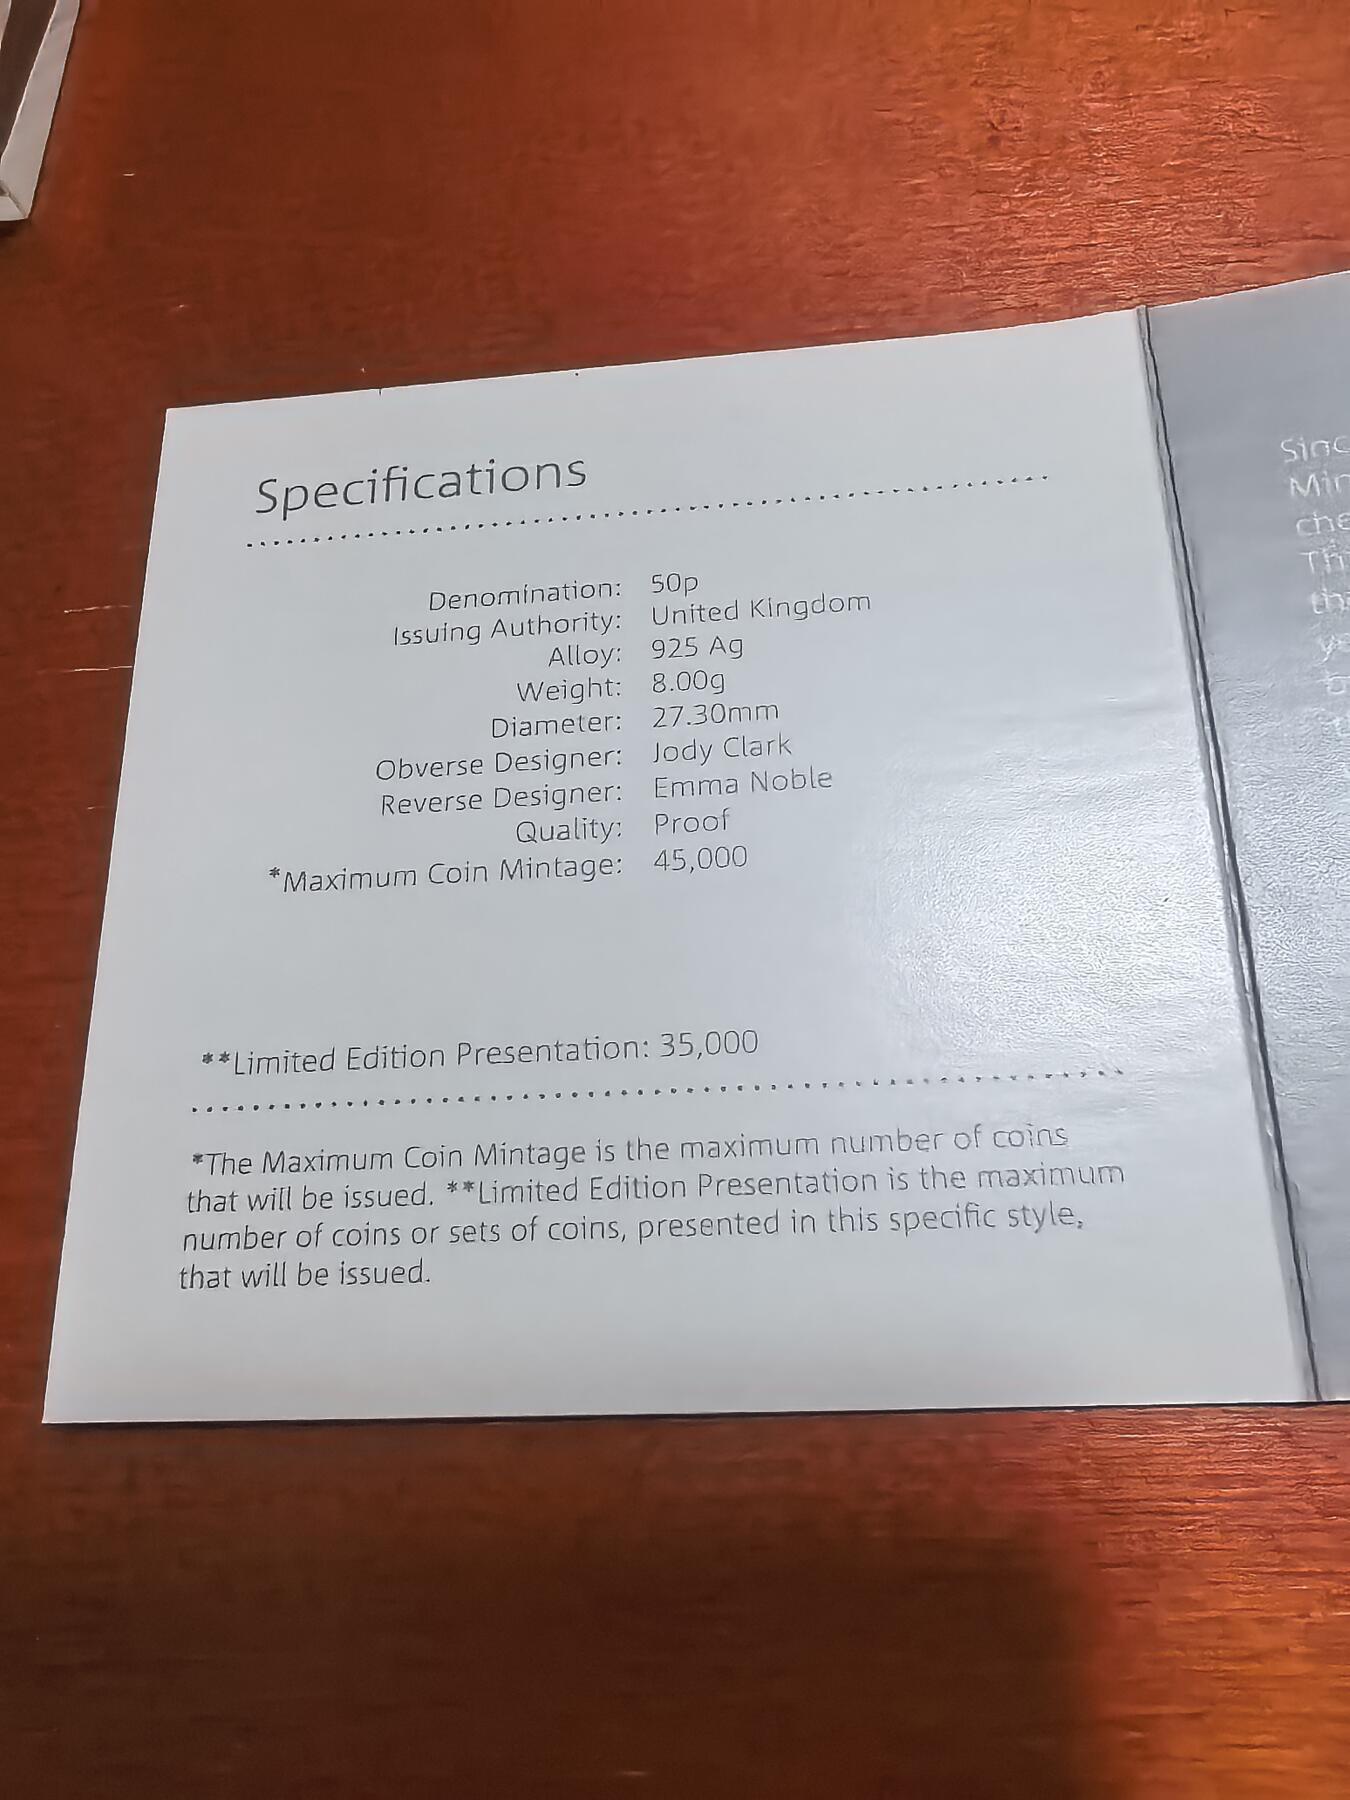 Specifications
Denomination: 50p
Issuing Authority: United Kingdom
Alloy: 925 Ag
Weight: 8.00g
Diameter: 27.30mm
Obverse Designer: Jody Clark
Reverse Designer: Emma Noble
Quality: Proof
*Maximum Coin Mintage: 45,000
**Limited Edition Presentation: 35,000
*The Maximum Coin Mintage is the maximum number of coins
that will be issued. **Limited Edition Presentation is the maximum
number of coins or sets of coins, presented in this specific style,
that will be issued.